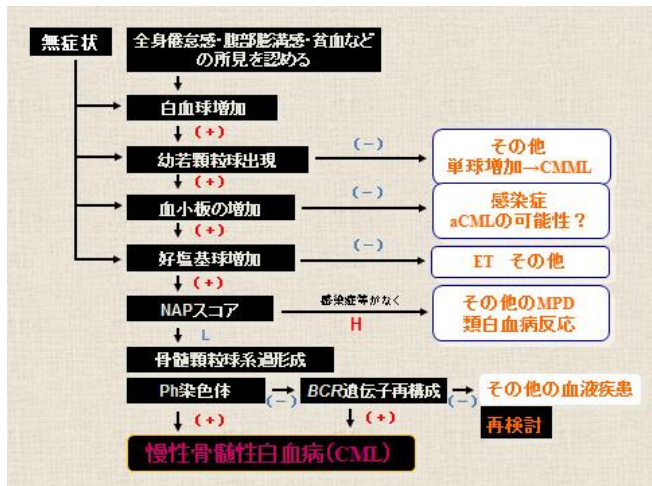 無症状
全身倦怠感・腹部膨満感・貧血など
の所見を認める
白血球増加
(+)
(-)
その他
単球増加→CMML
幼若顆粒球出現
(+)
(-)
感染症
aCMLの可能性？
血小板の増加
(+)
(-)
ET その他
好塩基球増加
(+)
NAPスコア
感染症等がなく
H
その他のMPD
類白血病反応
L
骨髄顆粒球系過形成
Ph染色体
(-)
BCR遺伝子再構成
(-)
その他の血液疾患
(+)
(+)
再検討
慢性骨髄性白血病(CML)